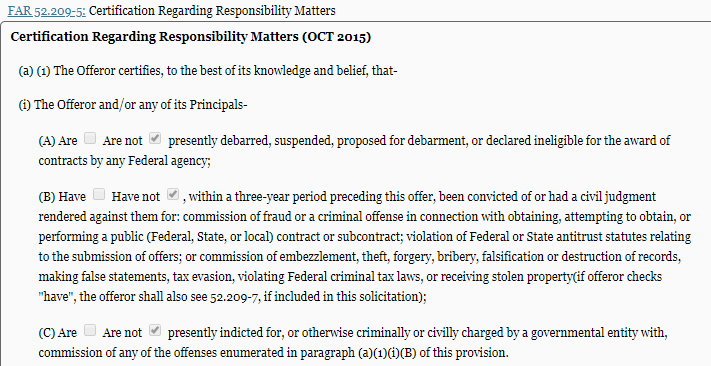 FAR 52.209-5: Certification Regarding Responsibility Matters
Certification Regarding Responsibility Matters (OCT 2015)
(a) (1) The Offeror certifies, to the best of its knowledge and belief, that-
(i) The Offeror and/or any of its Principals-
(A) Are ☐ Are not ☑ presently debarred, suspended, proposed for debarment, or declared ineligible for the award of
contracts by any Federal agency;
(B) Have ☐ Have not ☑ , within a three-year period preceding this offer, been convicted of or had a civil judgment
rendered against them for: commission of fraud or a criminal offense in connection with obtaining, attempting to obtain, or
performing a public (Federal, State, or local) contract or subcontract; violation of Federal or State antitrust statutes relating
to the submission of offers; or commission of embezzlement, theft, forgery, bribery, falsification or destruction of records,
making false statements, tax evasion, violating Federal criminal tax laws, or receiving stolen property(if offeror checks
"have", the offeror shall also see 52.209-7, if included in this solicitation);
(C) Are ☐ Are not ☑ presently indicted for, or otherwise criminally or civilly charged by a governmental entity with,
commission of any of the offenses enumerated in paragraph (a)(1)(i)(B) of this provision.